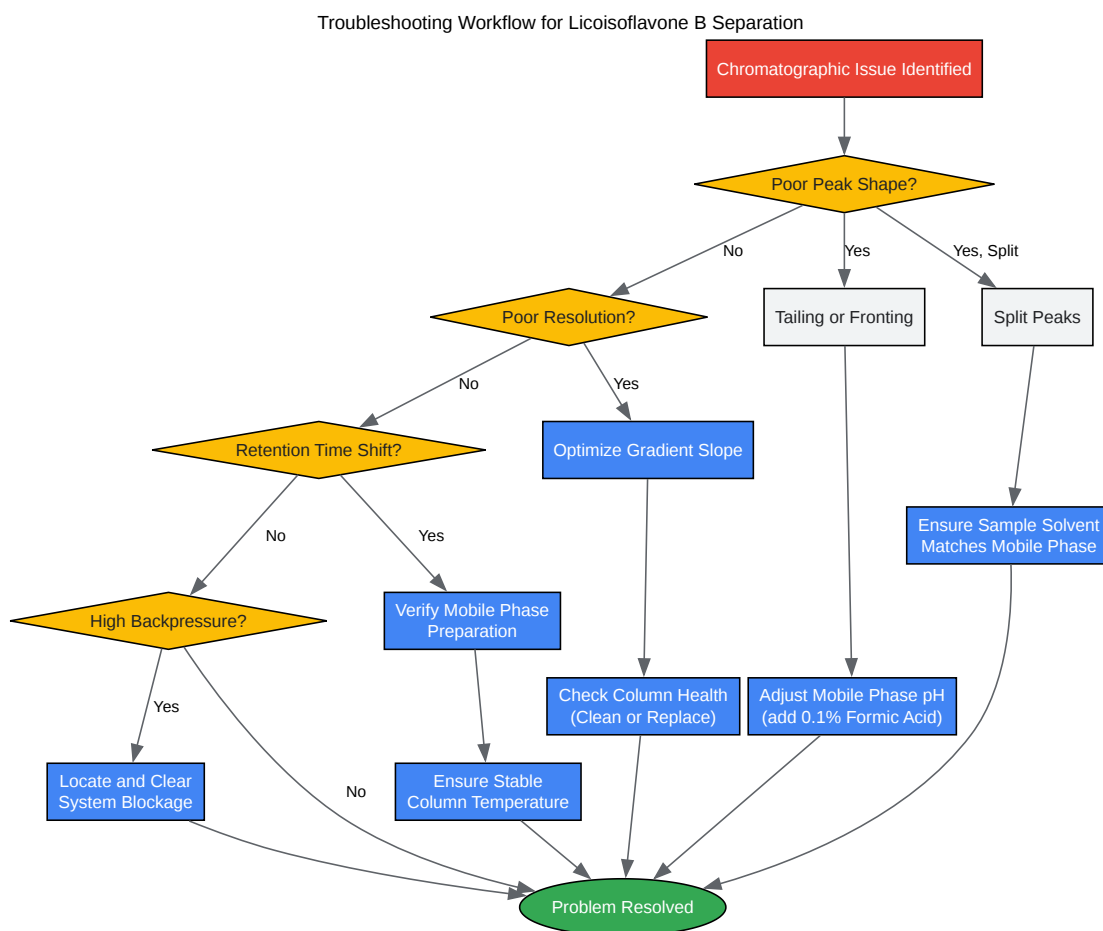 Troubleshooting Workflow for Licoisoflavone B Separation
Chromatographic Issue Identified
Poor Peak Shape?
No
Yes
Yes, Split
Poor Resolution?
Tailing or Fronting
Split Peaks
No
Yes
Retention Time Shift?
Optimize Gradient Slope
No
Yes
Ensure Sample Solvent
Matches Mobile Phase
High Backpressure?
Verify Mobile Phase
Preparation
Yes
Check Column Health
(Clean or Replace)
Adjust Mobile Phase pH
(add 0.1% Formic Acid)
Locate and Clear
System Blockage
No
Ensure Stable
Column Temperature
Problem Resolved